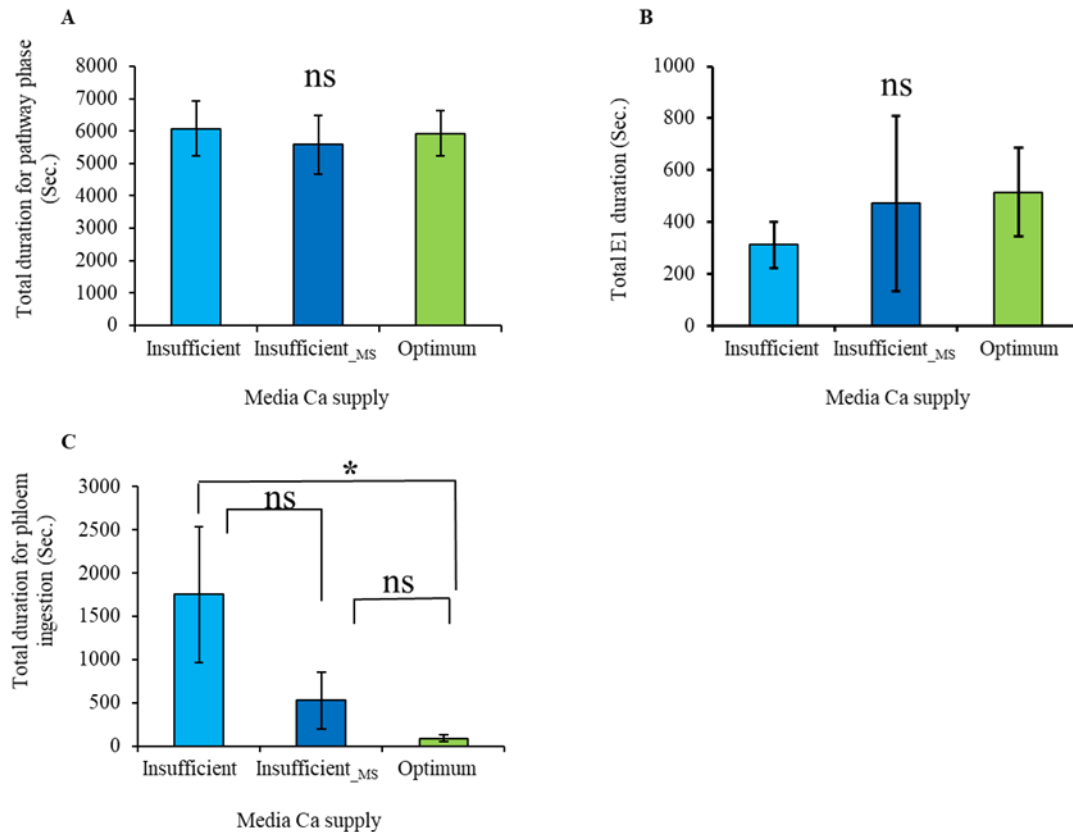 A
Total duration for pathway phase
(Sec.)
8000
7000
6000
5000
4000
3000
2000
1000
0
ns
Insufficient
Insufficient_MS
Optimum
Media Ca supply
B
Total E1 duration (Sec.)
1000
800
600
400
200
0
ns
Insufficient
Insufficient_MS
Optimum
Media Ca supply
C
Total duration for phloem
ingestion (Sec.)
3000
2500
2000
1500
1000
500
0
*
ns
ns
Insufficient
Insufficient_MS
Optimum
Media Ca supply